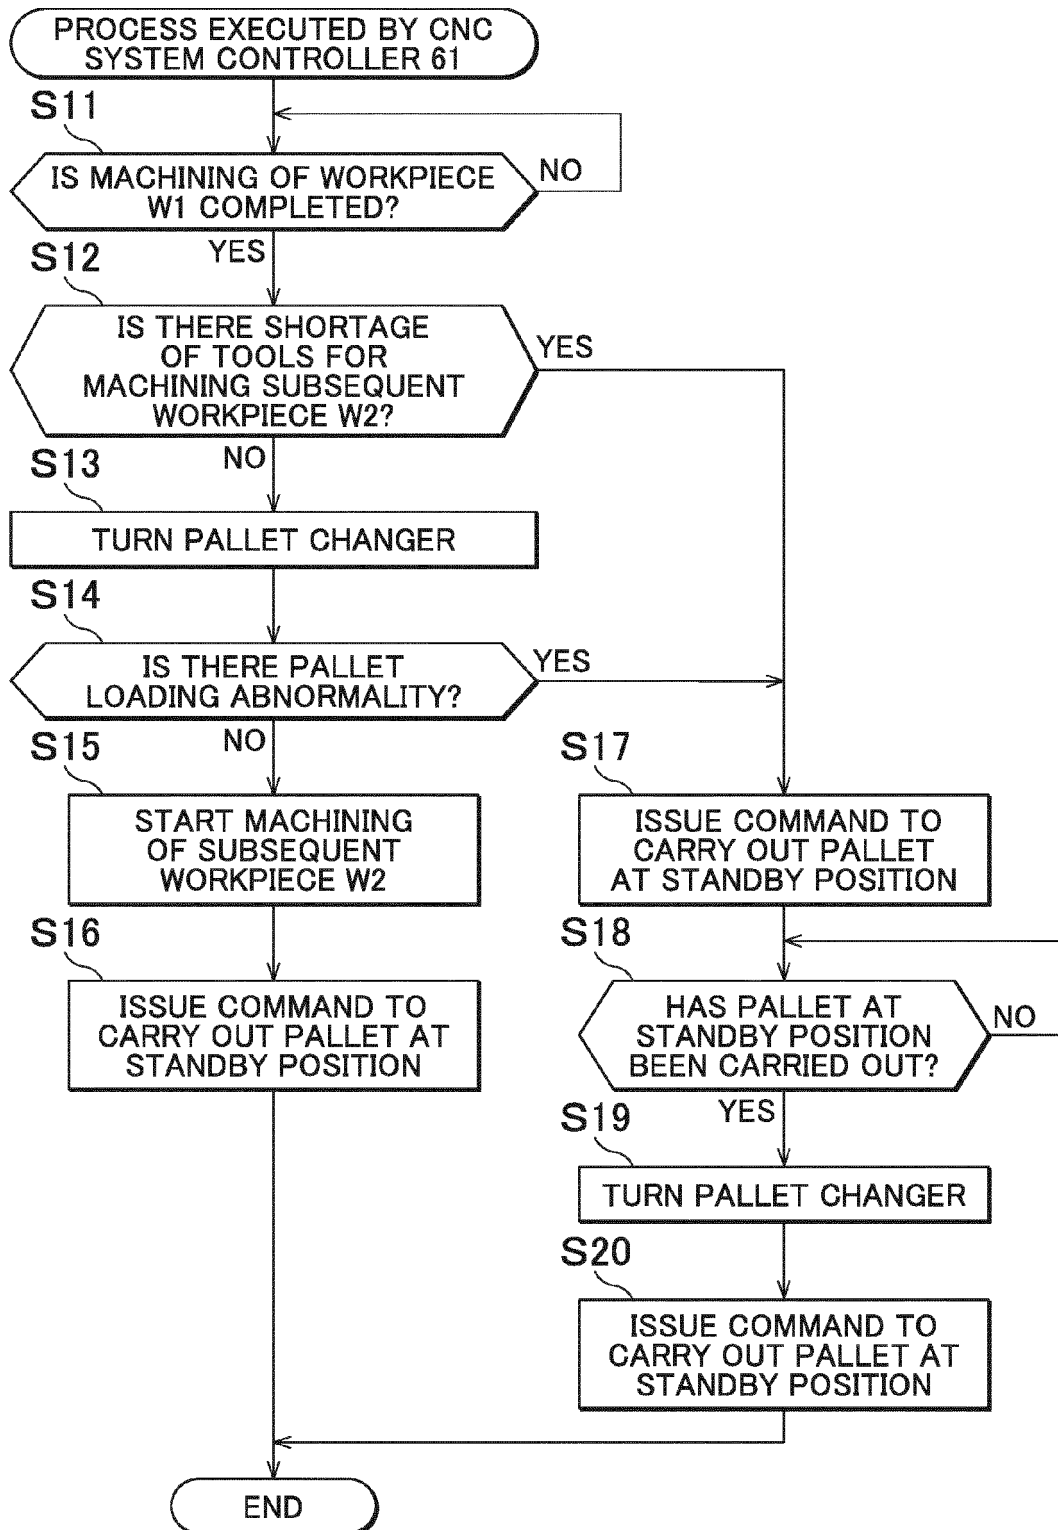 PROCESS EXECUTED BY CNC
SYSTEM CONTROLLER 61
S11
IS MACHINING OF WORKPIECE
W1 COMPLETED?
NO
YES
S12
IS THERE SHORTAGE
OF TOOLS FOR
MACHINING SUBSEQUENT
WORKPIECE W2?
YES
NO
S13
TURN PALLET CHANGER
S14
IS THERE PALLET
LOADING ABNORMALITY?
YES
NO
S15
START MACHINING
OF SUBSEQUENT
WORKPIECE W2
S16
ISSUE COMMAND TO
CARRY OUT PALLET AT
STANDBY POSITION
S17
ISSUE COMMAND TO
CARRY OUT PALLET
AT STANDBY POSITION
S18
HAS PALLET AT
STANDBY POSITION
BEEN CARRIED OUT?
NO
YES
S19
TURN PALLET CHANGER
S20
ISSUE COMMAND TO
CARRY OUT PALLET AT
STANDBY POSITION
END